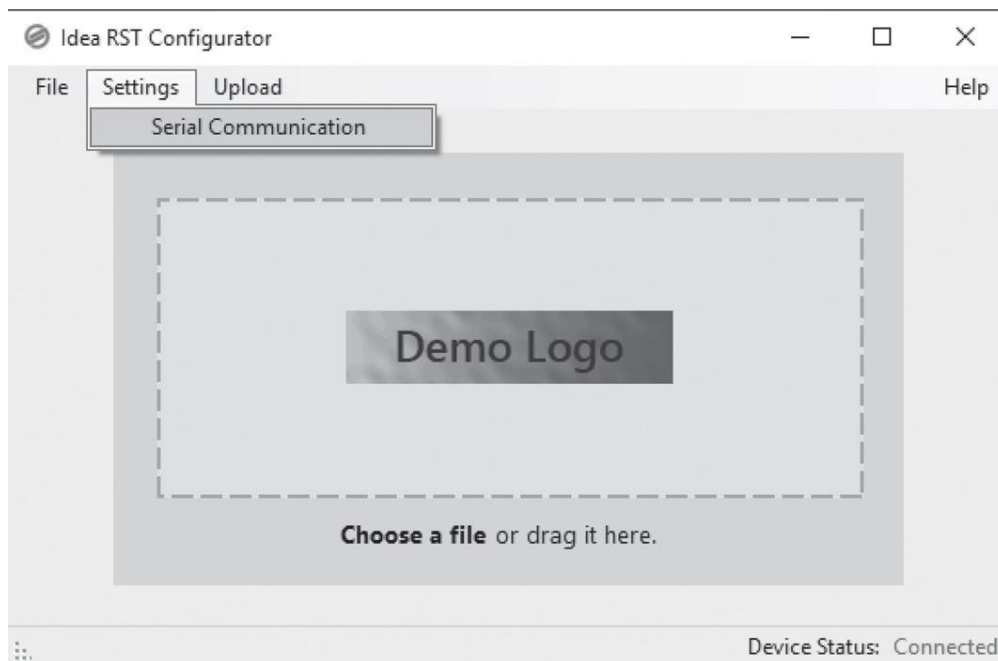 Idea RST Configurator
File Settings Upload Help
Serial Communication
Demo Logo
Choose a file or drag it here.
Device Status: Connected